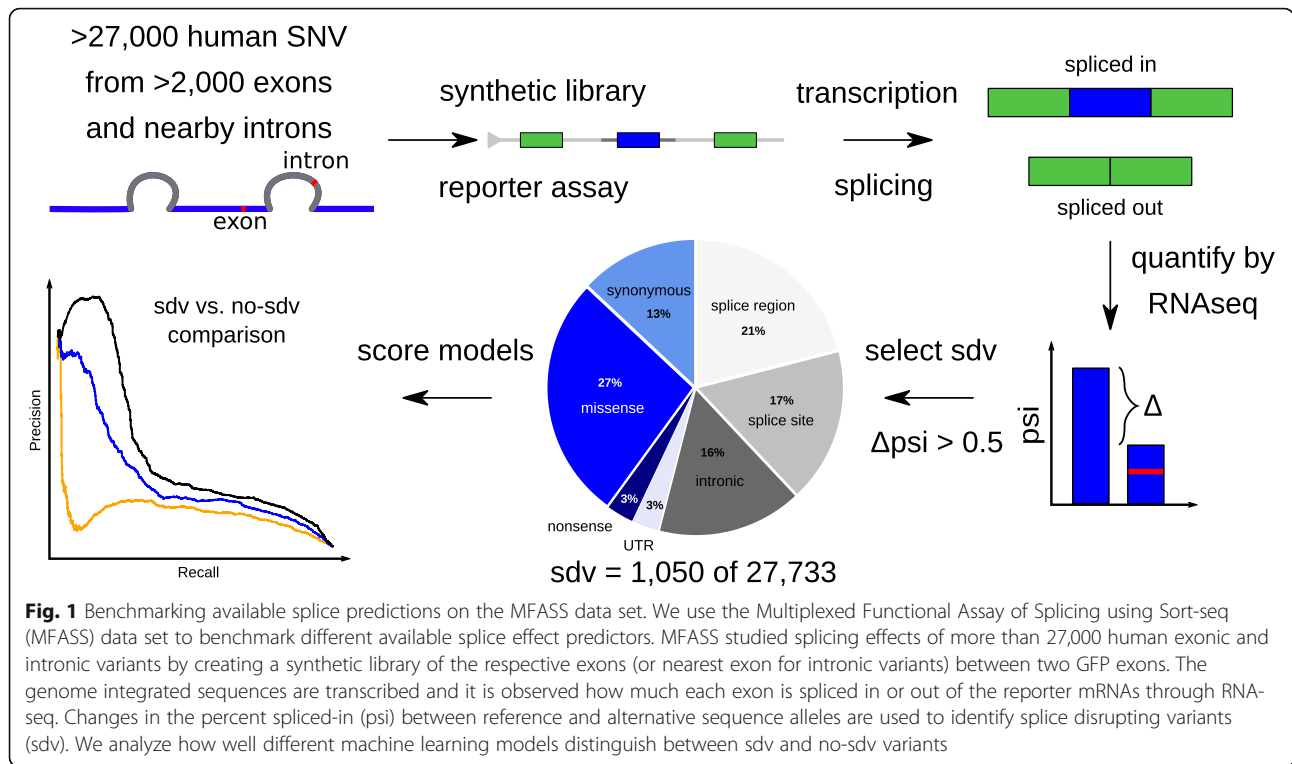 >27,000 human SNV
from >2,000 exons
and nearby introns
intron
exon
synthetic library
reporter assay
transcription
splicing
spliced in
spliced out
quantify by
RNAseq
psi
Δ
select sdv
Δpsi > 0.5
synonymous
13%
splice region
21%
17%
splice site
16%
intronic
3%
UTR
3%
nonsense
27%
missense
sdv = 1,050 of 27,733
score models
sdv vs. no-sdv
comparison
Precision
Recall
Fig. 1 Benchmarking available splice predictions on the MFASS data set. We use the Multiplexed Functional Assay of Splicing using Sort-seq
(MFASS) data set to benchmark different available splice effect predictors. MFASS studied splicing effects of more than 27,000 human exonic and
intronic variants by creating a synthetic library of the respective exons (or nearest exon for intronic variants) between two GFP exons. The
genome integrated sequences are transcribed and it is observed how much each exon is spliced in or out of the reporter mRNAs through RNA-
seq. Changes in the percent spliced-in (psi) between reference and alternative sequence alleles are used to identify splice disrupting variants
(sdv). We analyze how well different machine learning models distinguish between sdv and no-sdv variants